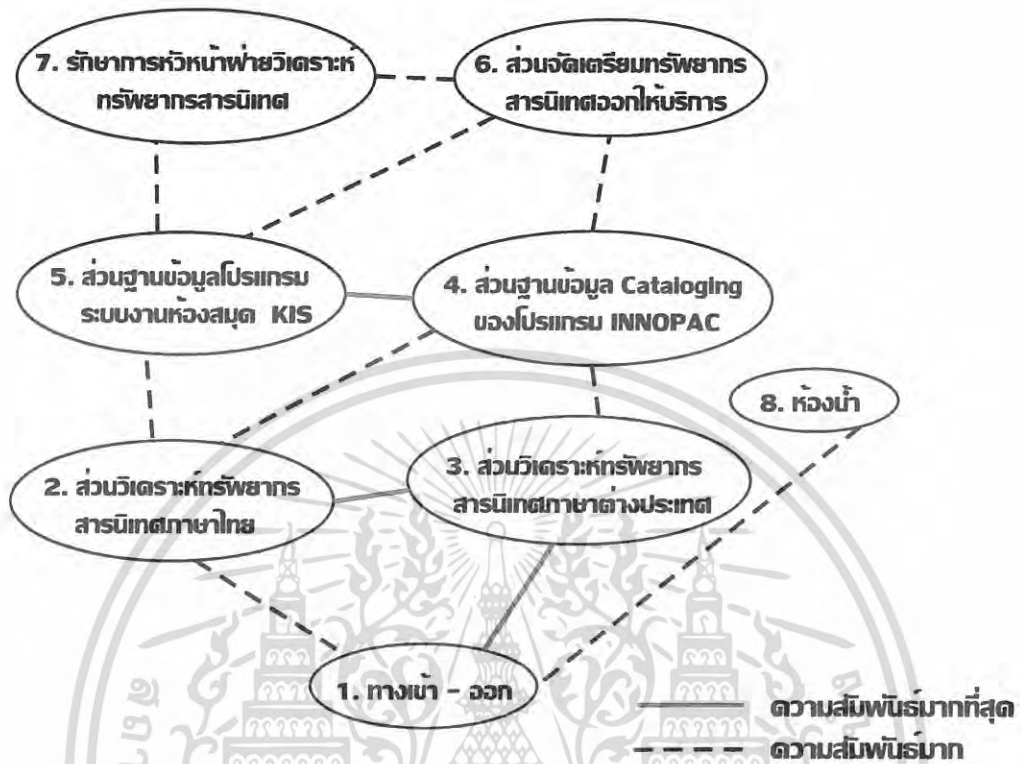 7. รักษาการหัวหน้าฝ่ายวิเคราะห์
ทรัพยากรสารนิเทศ
6. ส่วนจัดเตรียมทรัพยากร
สารนิเทศออกให้บริการ
5. ส่วนฐานข้อมูลโปรแกรม
ระบบงานห้องสมุด KIS
4. ส่วนฐานข้อมูล Cataloging
ของโปรแกรม INNOPAC
8. ห้องน้ำ
3. ส่วนวิเคราะห์ทรัพยากร
สารนิเทศภาษาต่างประเทศ
2. ส่วนวิเคราะห์ทรัพยากร
สารนิเทศภาษาไทย
1. ทางเข้า - ออก
ความสัมพันธ์มากที่สุด
ความสัมพันธ์มาก